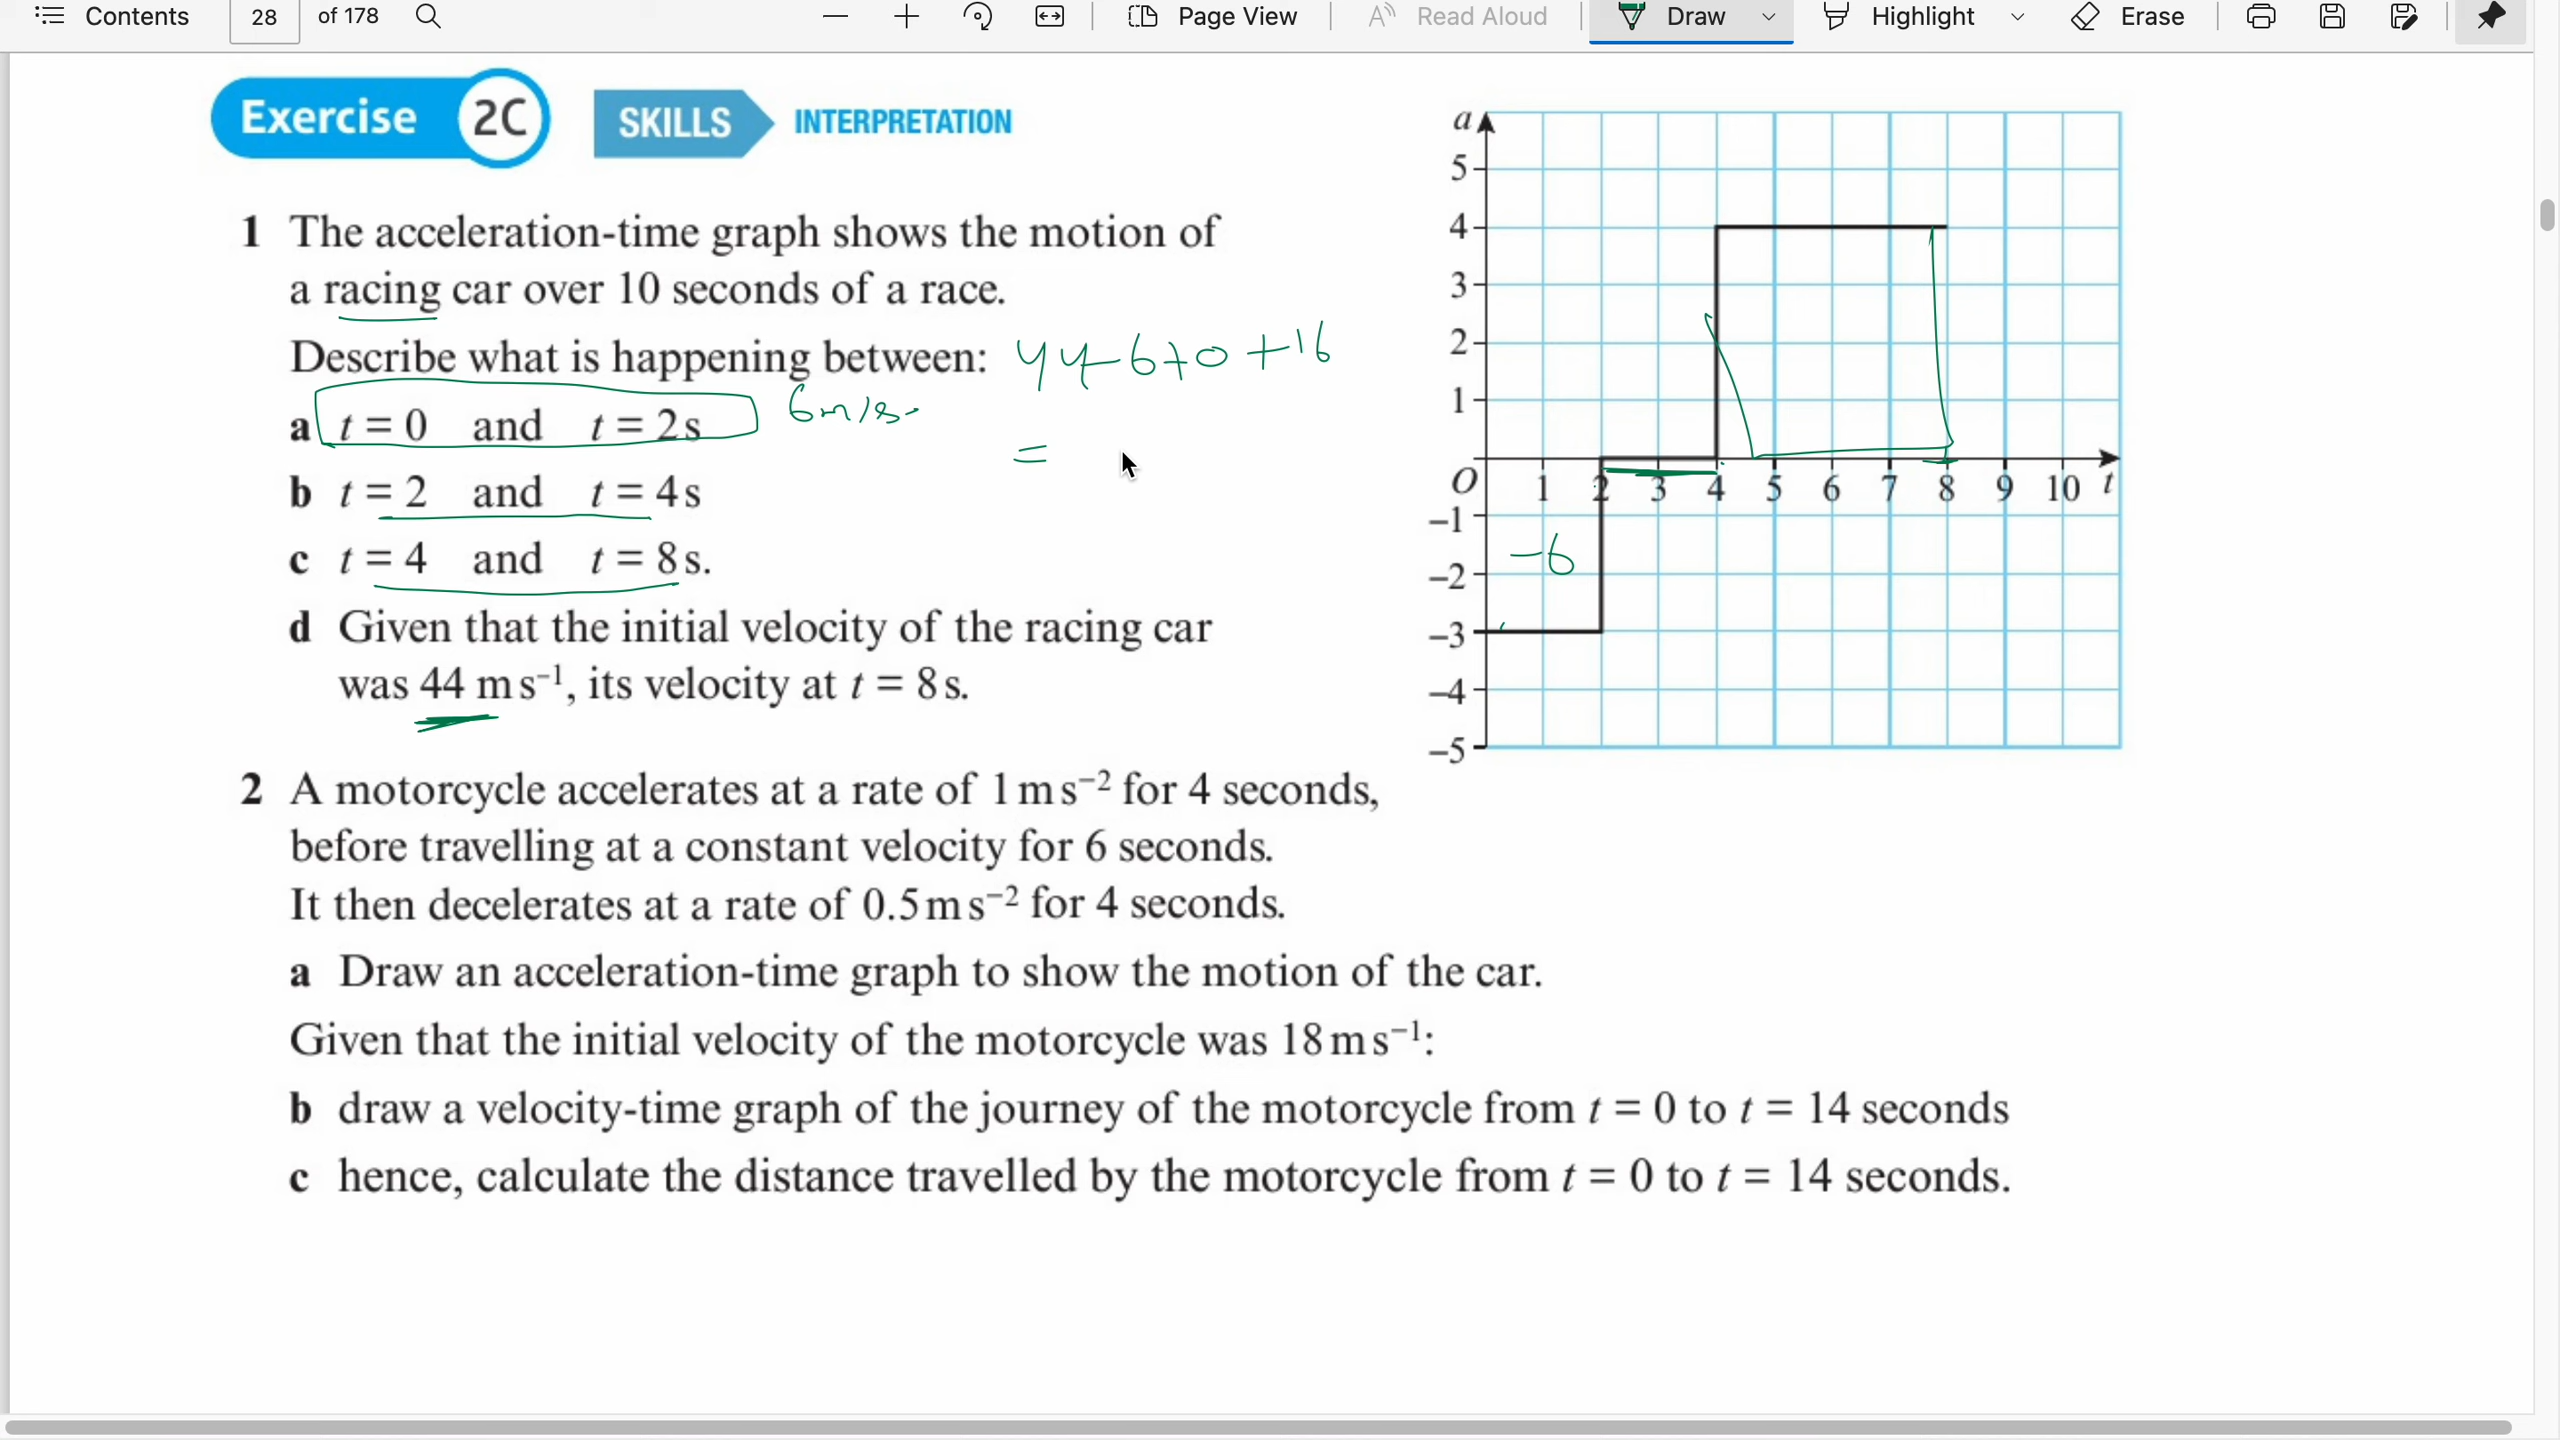 Contents 28 of 178 Page View Read Aloud Draw Highlight Erase
Exercise 2C SKILLS INTERPRETATION
1 The acceleration-time graph shows the motion of
a racing car over 10 seconds of a race.
Describe what is happening between: 44-6+0+16
a t = 0 and t = 2 s 6m/s.
=
b t = 2 and t = 4 s
c t = 4 and t = 8 s.
d Given that the initial velocity of the racing car
was 44 m s⁻¹, its velocity at t = 8 s.
a
5
4
3
2
1
O 1 2 3 4 5 6 7 8 9 10 t
-1
-6
-2
-3
-4
-5
2 A motorcycle accelerates at a rate of 1 m s⁻² for 4 seconds,
before travelling at a constant velocity for 6 seconds.
It then decelerates at a rate of 0.5 m s⁻² for 4 seconds.
a Draw an acceleration-time graph to show the motion of the car.
Given that the initial velocity of the motorcycle was 18 m s⁻¹:
b draw a velocity-time graph of the journey of the motorcycle from t = 0 to t = 14 seconds
c hence, calculate the distance travelled by the motorcycle from t = 0 to t = 14 seconds.